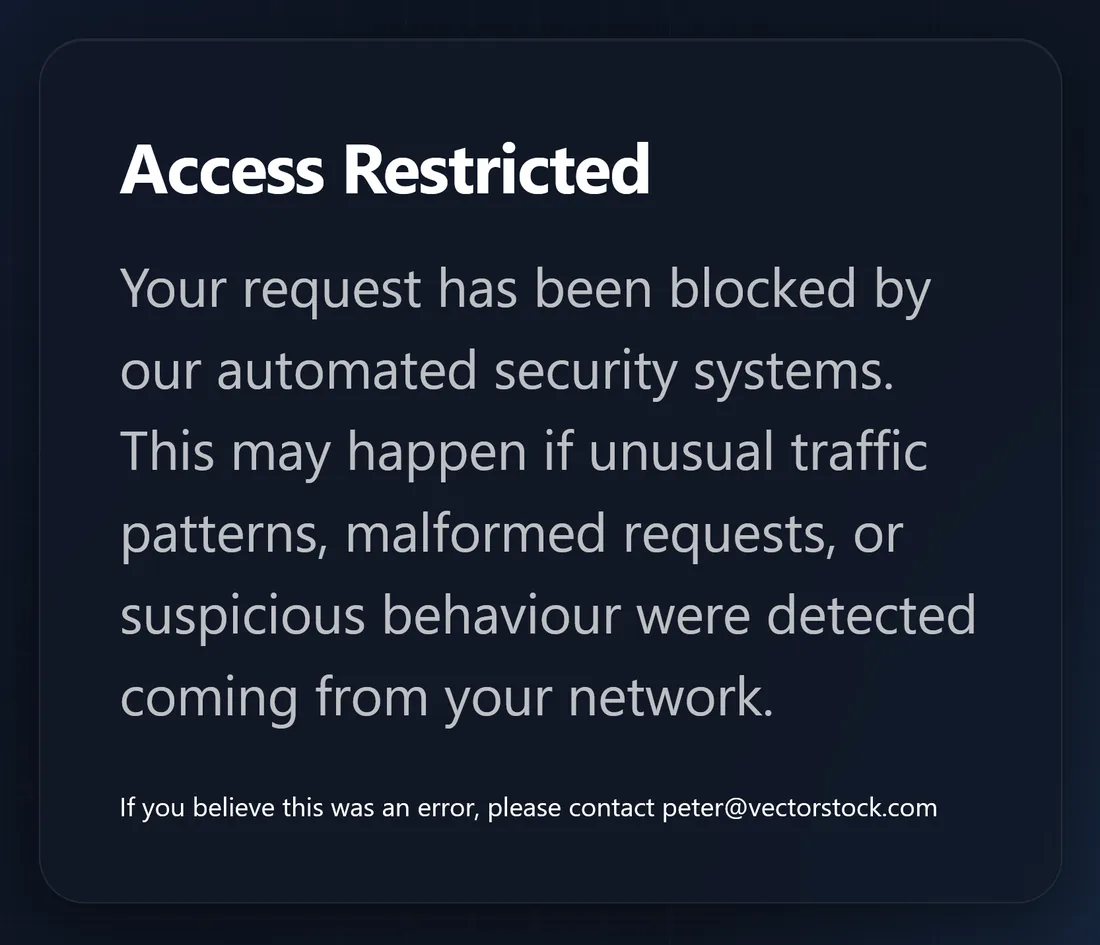 Access Restricted
Your request has been blocked by
our automated security systems.
This may happen if unusual traffic
patterns, malformed requests, or
suspicious behaviour were detected
coming from your network.
If you believe this was an error, please contact peter@vectorstock.com